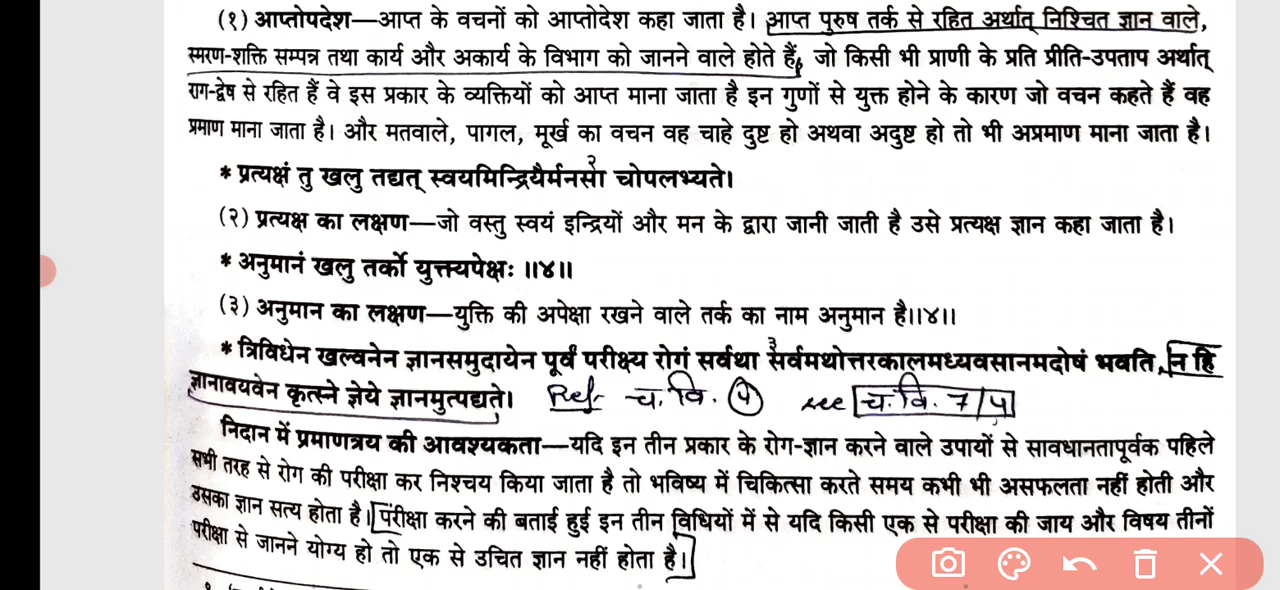 (१) आप्तोपदेश—आप्त के वचनों को आप्तोदेश कहा जाता है। आप्त पुरुष तर्क से रहित अर्थात् निश्चित ज्ञान वाले,
स्मरण-शक्ति सम्पन्न तथा कार्य और अकार्य के विभाग को जानने वाले होते हैं, जो किसी भी प्राणी के प्रति प्रीति-उपताप अर्थात्
राग-द्वेष से रहित हैं वे इस प्रकार के व्यक्तियों को आप्त माना जाता है इन गुणों से युक्त होने के कारण जो वचन कहते हैं वह
प्रमाण माना जाता है। और मतवाले, पागल, मूर्ख का वचन वह चाहे दुष्ट हो अथवा अदुष्ट हो तो भी अप्रमाण माना जाता है।
* प्रत्यक्षं तु खलु तद्यत् स्वयमिन्द्रियैर्मनसा२ चोपलभ्यते।
(२) प्रत्यक्ष का लक्षण—जो वस्तु स्वयं इन्द्रियों और मन के द्वारा जानी जाती है उसे प्रत्यक्ष ज्ञान कहा जाता है।
* अनुमानं खलु तर्को युक्त्यपेक्षः ॥४॥
(३) अनुमान का लक्षण—युक्ति की अपेक्षा रखने वाले तर्क का नाम अनुमान है॥४॥
* त्रिविधेन खल्वनेन ज्ञानसमुदायेन पूर्वं परीक्ष्य रोगं सर्वथा ३सर्वमथोत्तरकालमध्यवसानमदोषं भवति, न हि
ज्ञानावयवेन कृत्स्ने ज्ञेये ज्ञानमुत्पद्यते। Ref- च. वि. ४ see च. वि. 7/4
निदान में प्रमाणत्रय की आवश्यकता—यदि इन तीन प्रकार के रोग-ज्ञान करने वाले उपायों से सावधानतापूर्वक पहिले
सभी तरह से रोग की परीक्षा कर निश्चय किया जाता है तो भविष्य में चिकित्सा करते समय कभी भी असफलता नहीं होती और
उसका ज्ञान सत्य होता है। परीक्षा करने की बताई हुई इन तीन विधियों में से यदि किसी एक से परीक्षा की जाय और विषय तीनों
परीक्षा से जानने योग्य हो तो एक से उचित ज्ञान नहीं होता है।